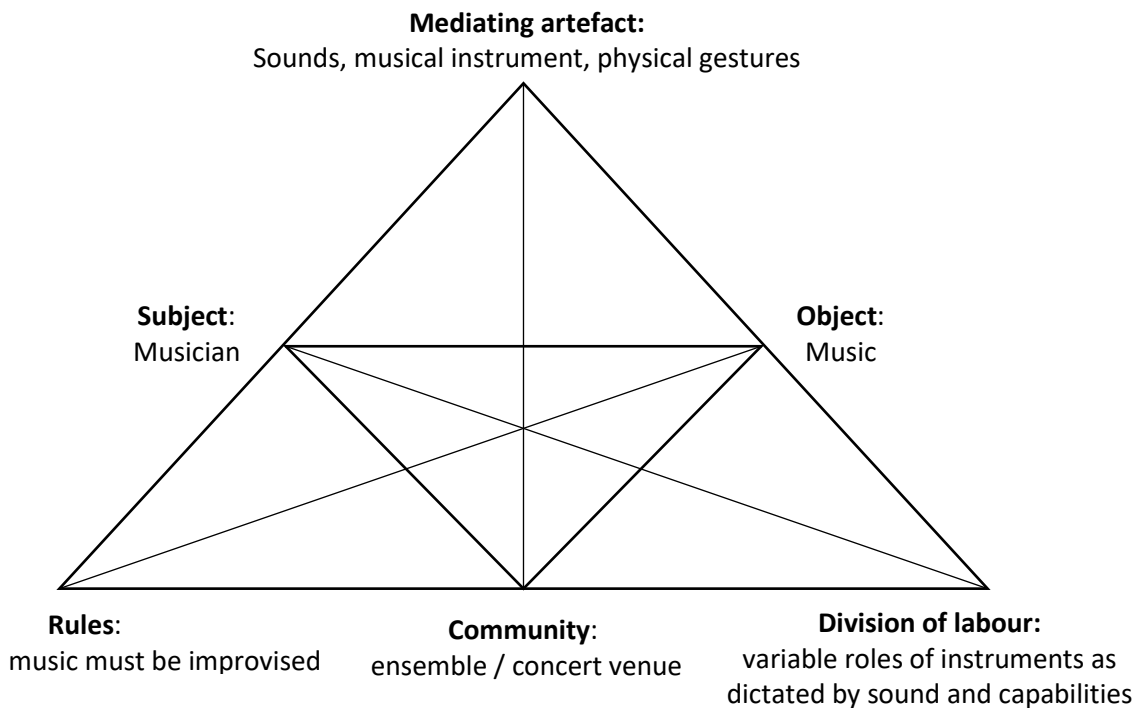 Mediating artefact:
Sounds, musical instrument, physical gestures
Subject:
Musician
Object:
Music
Rules:
music must be improvised
Community:
ensemble / concert venue
Division of labour:
variable roles of instruments as
dictated by sound and capabilities